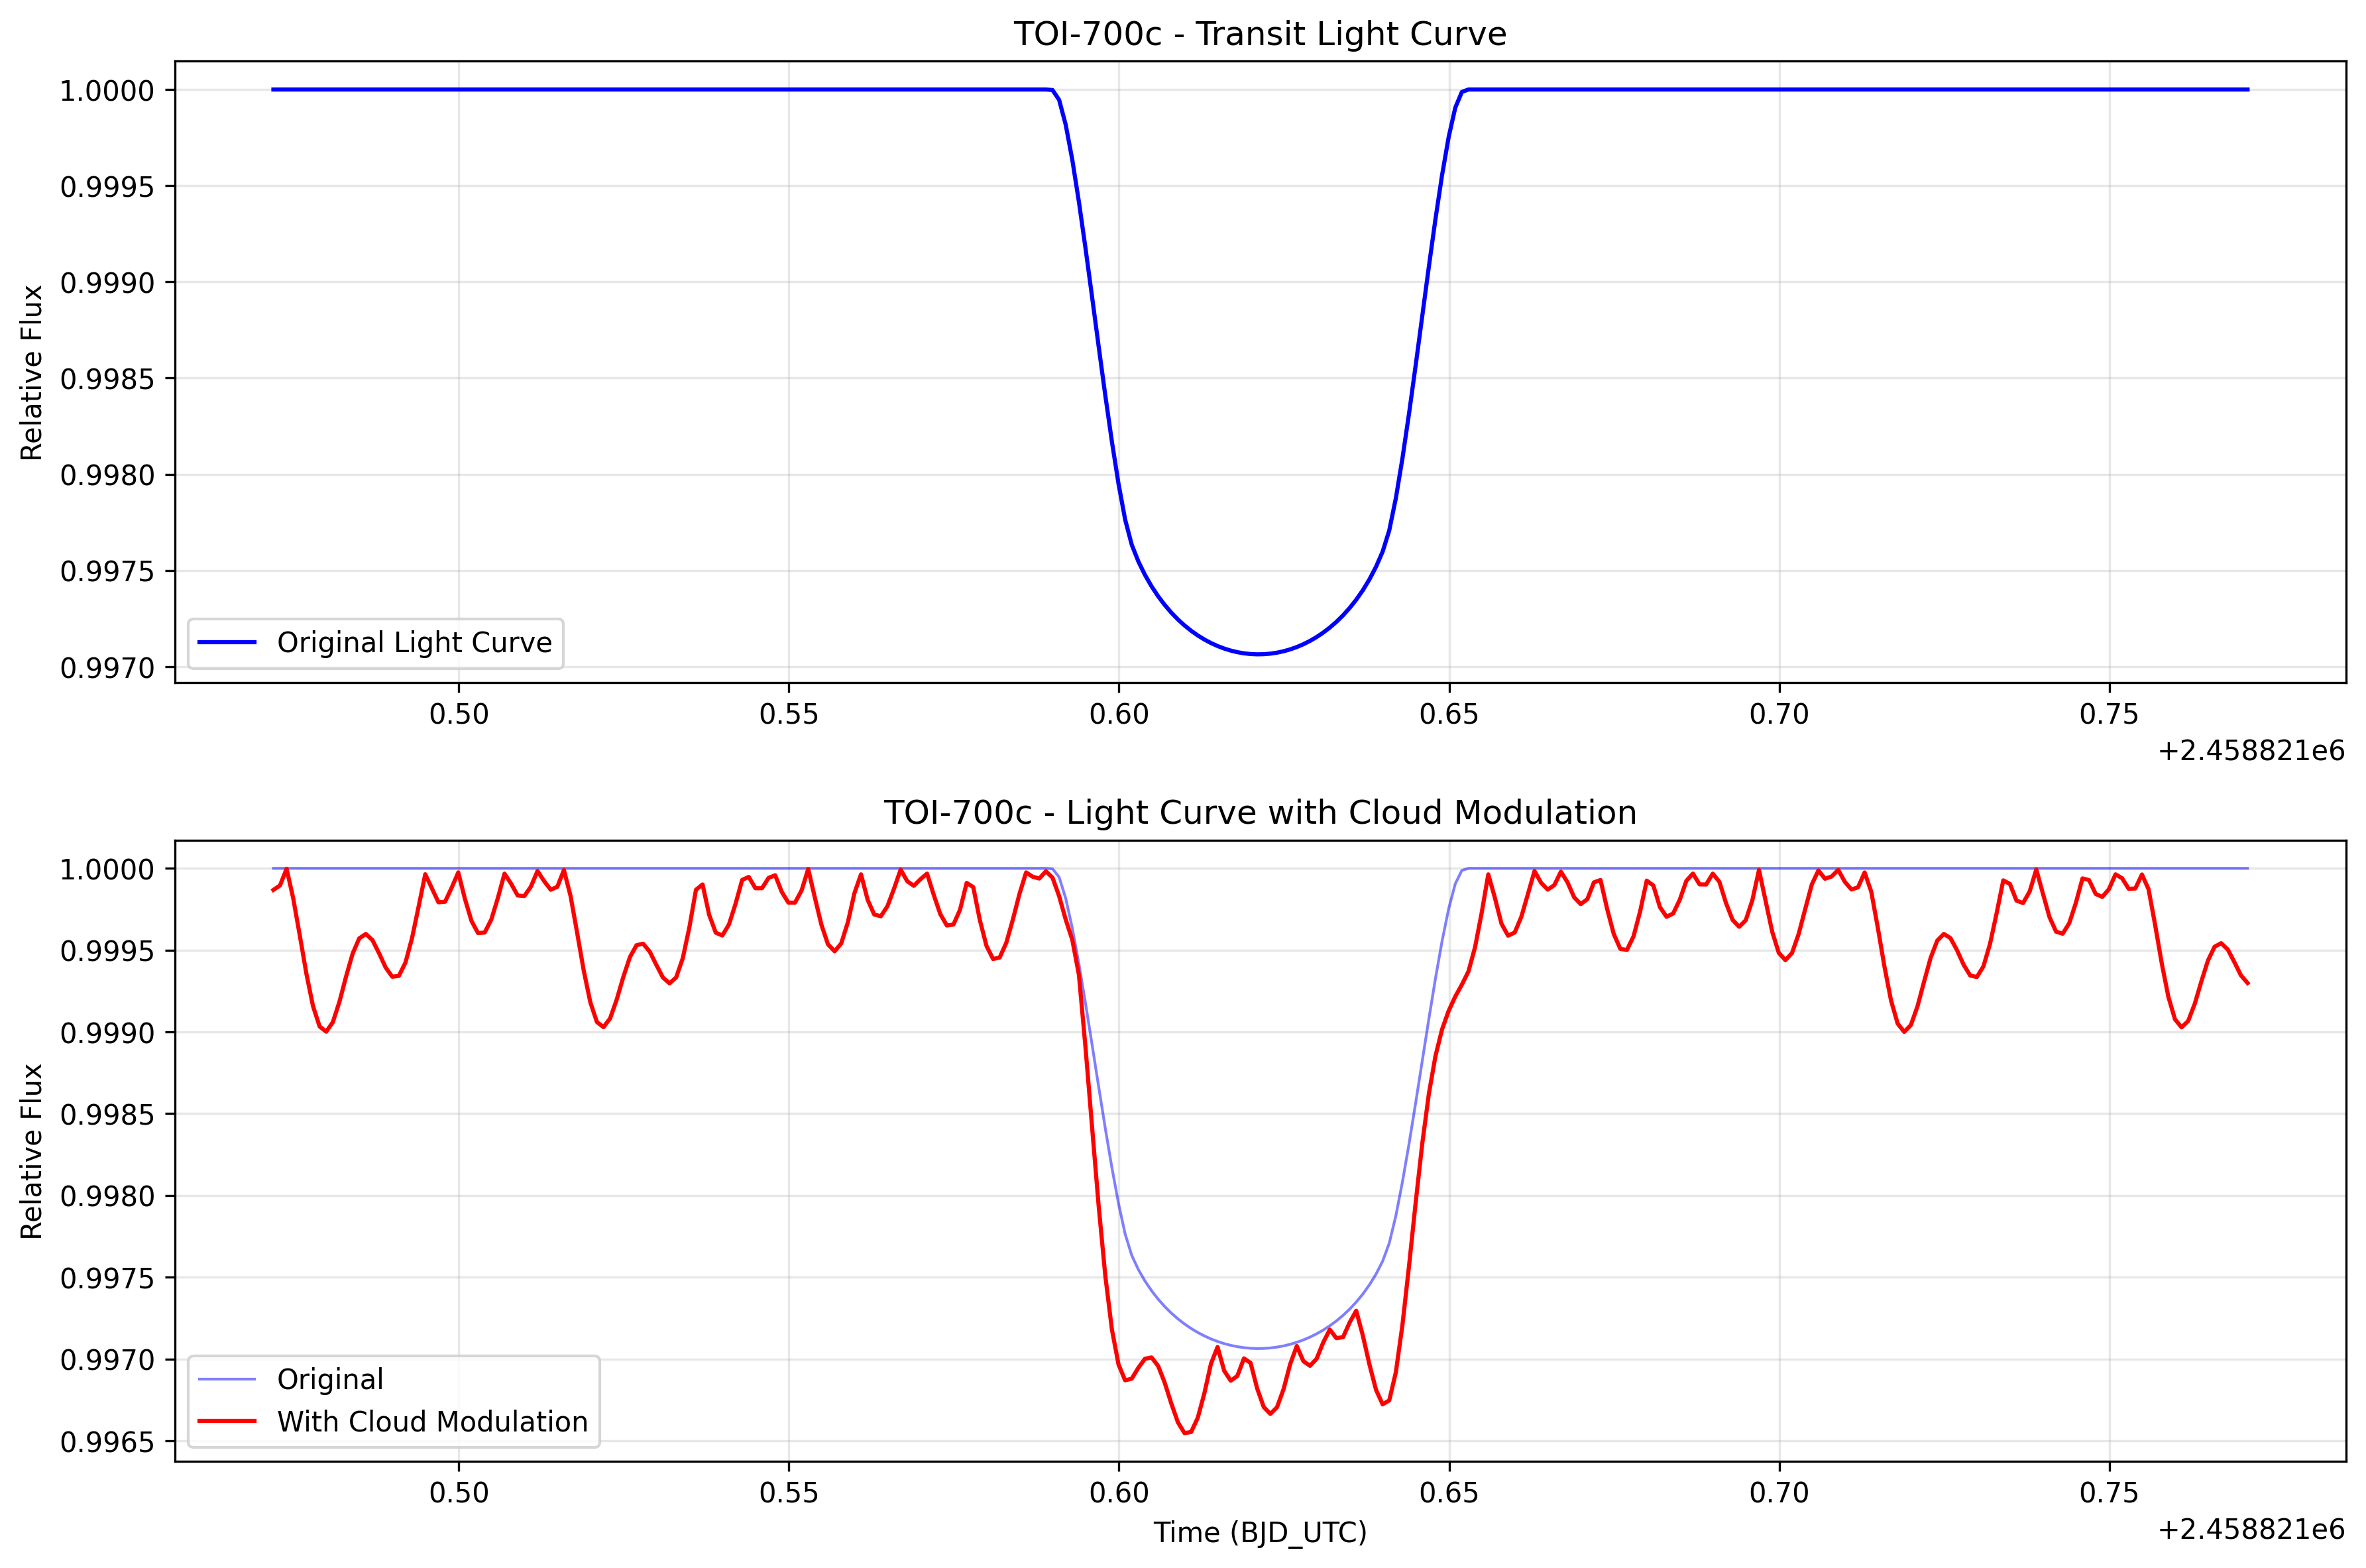 TOI-700c - Transit Light Curve
Relative Flux
1.0000
0.9995
0.9990
0.9985
0.9980
0.9975
0.9970
Original Light Curve
0.50 0.55 0.60 0.65 0.70 0.75
+2.458821e6
TOI-700c - Light Curve with Cloud Modulation
Relative Flux
1.0000
0.9995
0.9990
0.9985
0.9980
0.9975
0.9970
0.9965
Original
With Cloud Modulation
0.50 0.55 0.60 0.65 0.70 0.75
Time (BJD_UTC)
+2.458821e6